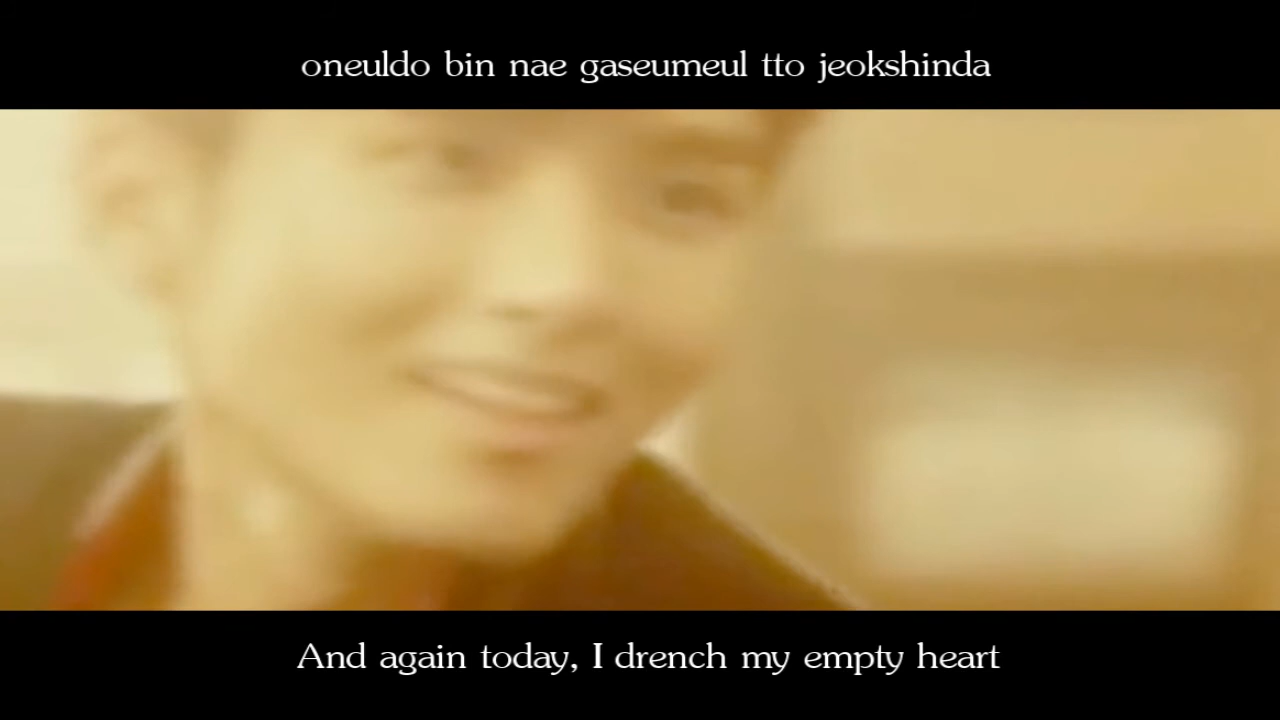 oneuldo bin nae gaseumeul tto jeokshinda
And again today, I drench my empty heart